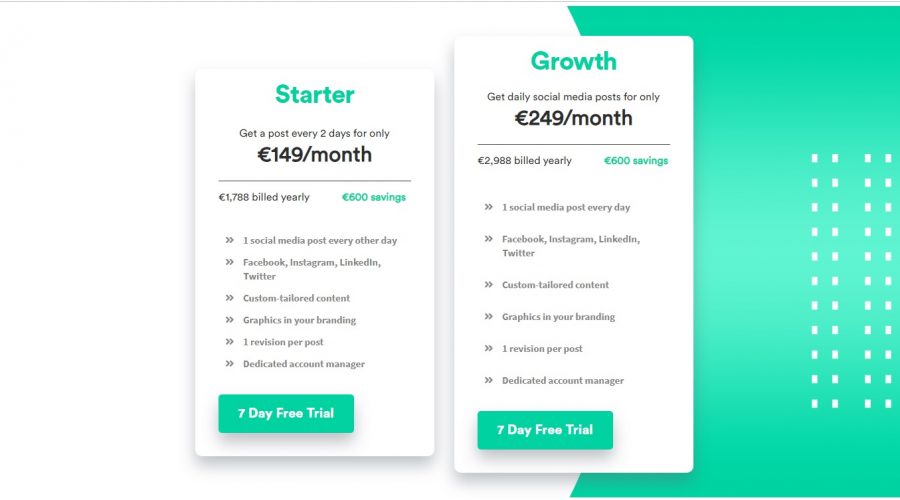 Starter
Get a post every 2 days for only
€149/month
€1,788 billed yearly
€600 savings
1 social media post every other day
Facebook, Instagram, LinkedIn,
Twitter
Custom-tailored content
Graphics in your branding
1 revision per post
Dedicated account manager
7 Day Free Trial
Growth
Get daily social media posts for only
€249/month
€2,988 billed yearly
€600 savings
1 social media post every day
Facebook, Instagram, LinkedIn,
Twitter
Custom-tailored content
Graphics in your branding
1 revision per post
Dedicated account manager
7 Day Free Trial